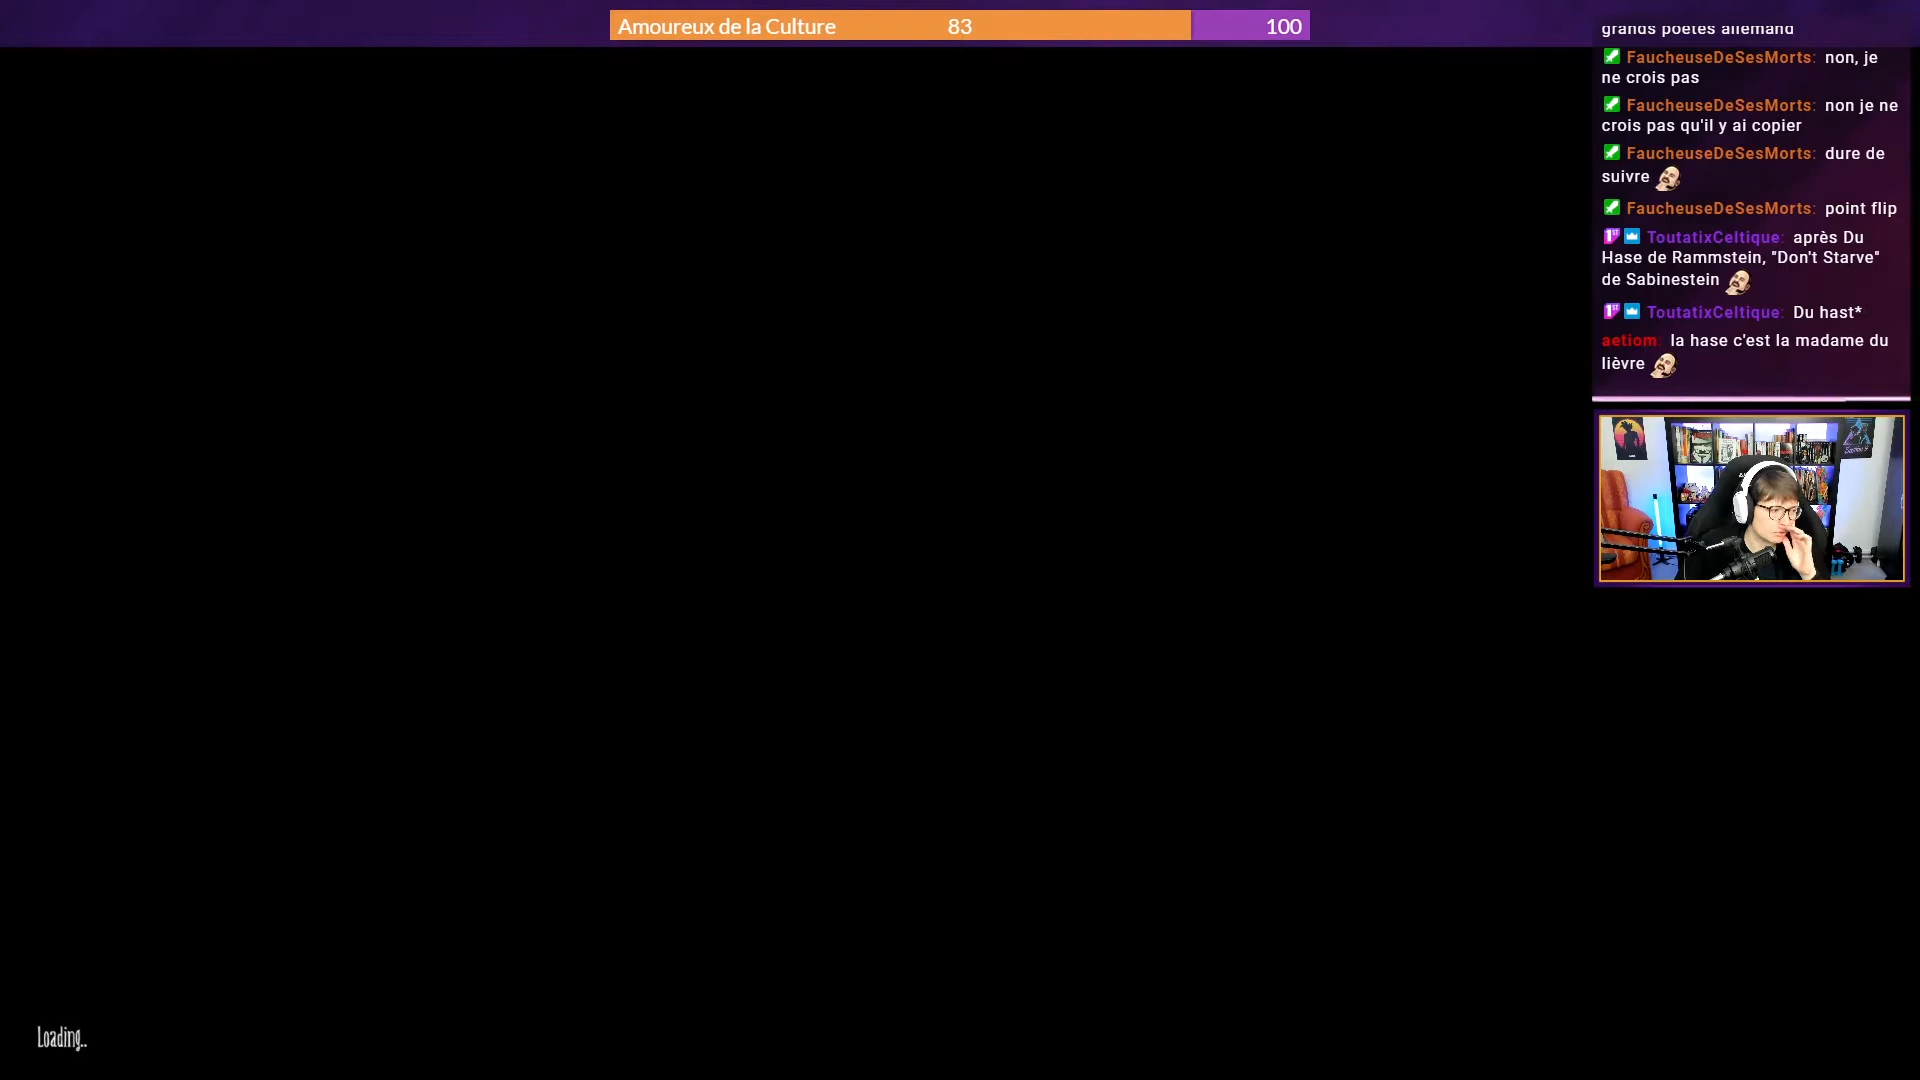 Amoureux de la Culture 83 100
grands poètes allemand
FaucheuseDeSesMorts: non, je
ne crois pas
FaucheuseDeSesMorts: non je ne
crois pas qu'il y ai copier
FaucheuseDeSesMorts: dure de
suivre
FaucheuseDeSesMorts: point flip
ToutatixCeltique: après Du
Hase de Rammstein, "Don't Starve"
de Sabinestein
ToutatixCeltique: Du hast*
aetiom: la hase c'est la madame du
lièvre
Loading..